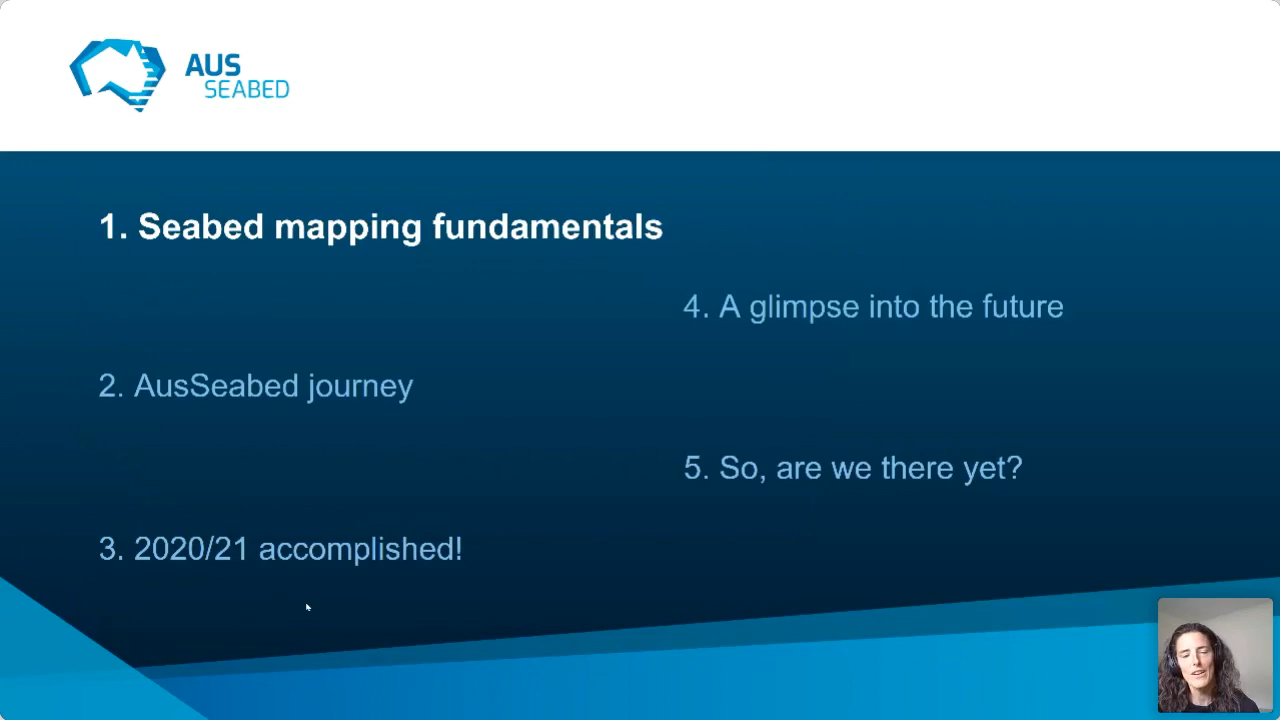 AUS
SEABED
1. Seabed mapping fundamentals
2. AusSeabed journey
3. 2020/21 accomplished!
4. A glimpse into the future
5. So, are we there yet?